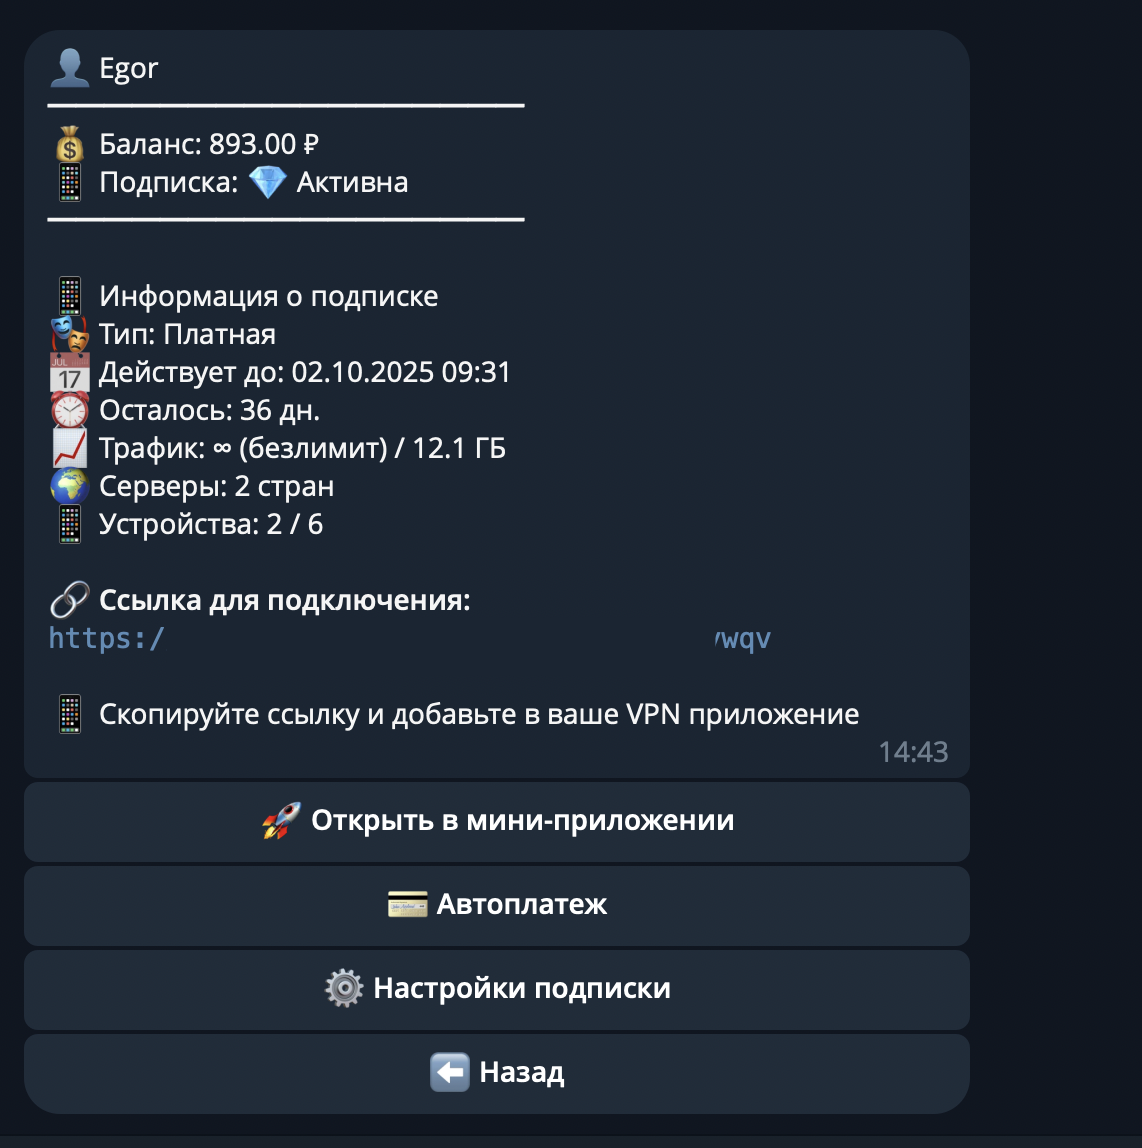 Egor
Баланс: 893.00 ₽
Подписка: 💎 Активна
Информация о подписке
Тип: Платная
Действует до: 02.10.2025 09:31
Осталось: 36 дн.
Трафик: ∞ (безлимит) / 12.1 ГБ
Серверы: 2 стран
Устройства: 2 / 6
Ссылка для подключения:
https:/ wqv
Скопируйте ссылку и добавьте в ваше VPN приложение
14:43
Открыть в мини-приложении
Автоплатеж
Настройки подписки
Назад